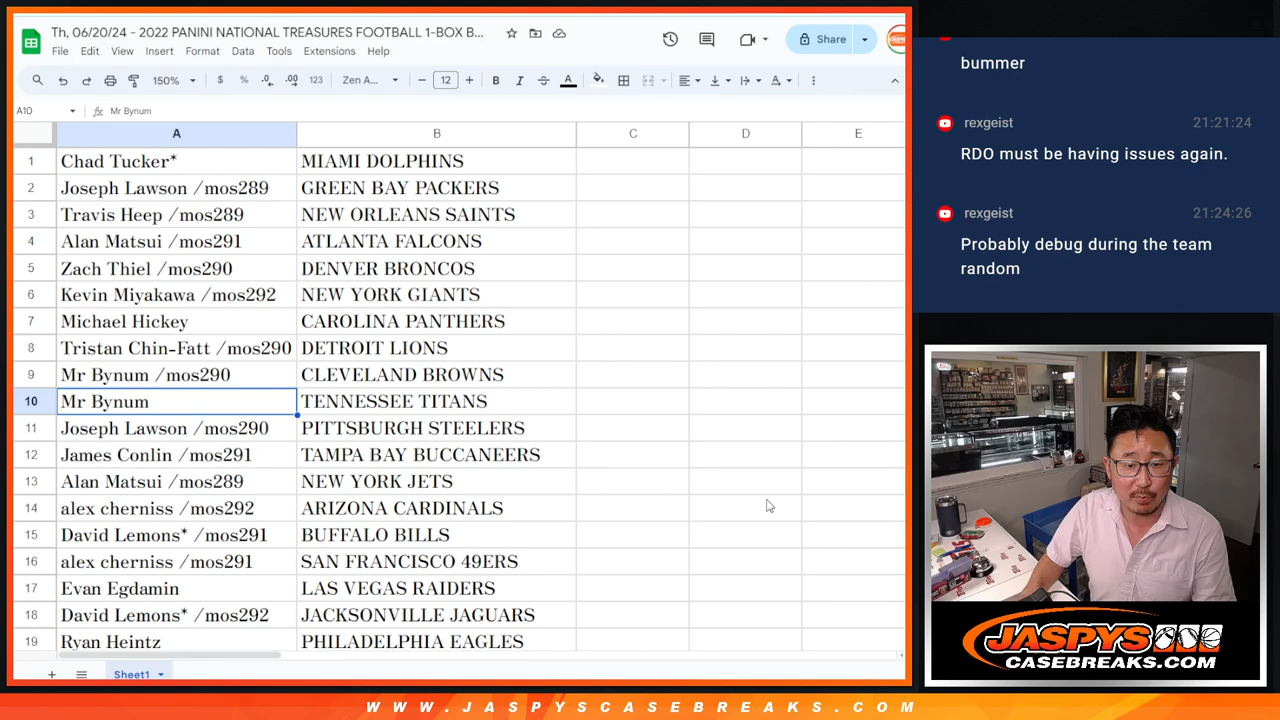 Th, 06/20/24 - 2022 PANINI NATIONAL TREASURES FOOTBALL 1-BOX B...
File Edit View Insert Format Data Tools Extensions Help
Share
150% $ % .0 .00 123 Zen A... 12
A10 fx Mr Bynum
A B C D E
1 Chad Tucker* MIAMI DOLPHINS
2 Joseph Lawson /mos289 GREEN BAY PACKERS
3 Travis Heep /mos289 NEW ORLEANS SAINTS
4 Alan Matsui /mos291 ATLANTA FALCONS
5 Zach Thiel /mos290 DENVER BRONCOS
6 Kevin Miyakawa /mos292 NEW YORK GIANTS
7 Michael Hickey CAROLINA PANTHERS
8 Tristan Chin-Fatt /mos290 DETROIT LIONS
9 Mr Bynum /mos290 CLEVELAND BROWNS
10 Mr Bynum TENNESSEE TITANS
11 Joseph Lawson /mos290 PITTSBURGH STEELERS
12 James Conlin /mos291 TAMPA BAY BUCCANEERS
13 Alan Matsui /mos289 NEW YORK JETS
14 alex cherniss /mos292 ARIZONA CARDINALS
15 David Lemons* /mos291 BUFFALO BILLS
16 alex cherniss /mos291 SAN FRANCISCO 49ERS
17 Evan Egdamin LAS VEGAS RAIDERS
18 David Lemons* /mos292 JACKSONVILLE JAGUARS
19 Ryan Heintz PHILADELPHIA EAGLES
Sheet1
bummer
rexgeist 21:21:24
RDO must be having issues again.
rexgeist 21:24:26
Probably debug during the team
random
JASPYS
CASEBREAKS.COM
WWW.JASPYSCASEBREAKS.COM